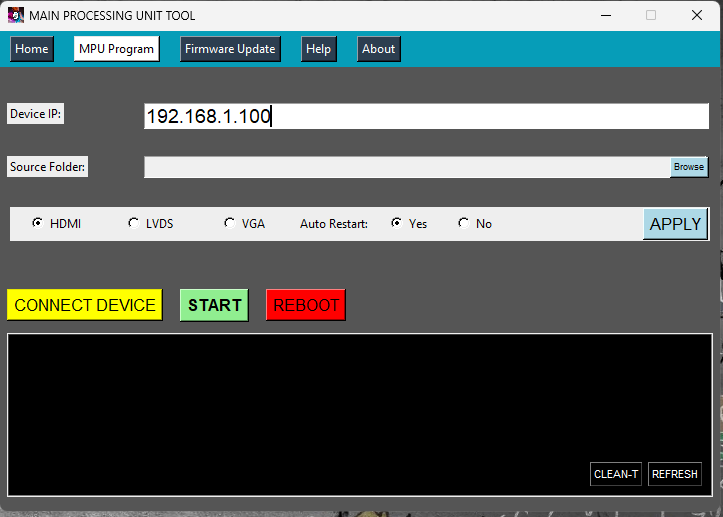 MAIN PROCESSING UNIT TOOL
Home MPU Program Firmware Update Help About
Device IP: 192.168.1.100
Source Folder: Browse
HDMI LVDS VGA Auto Restart: Yes No APPLY
CONNECT DEVICE START REBOOT
CLEAN-T REFRESH